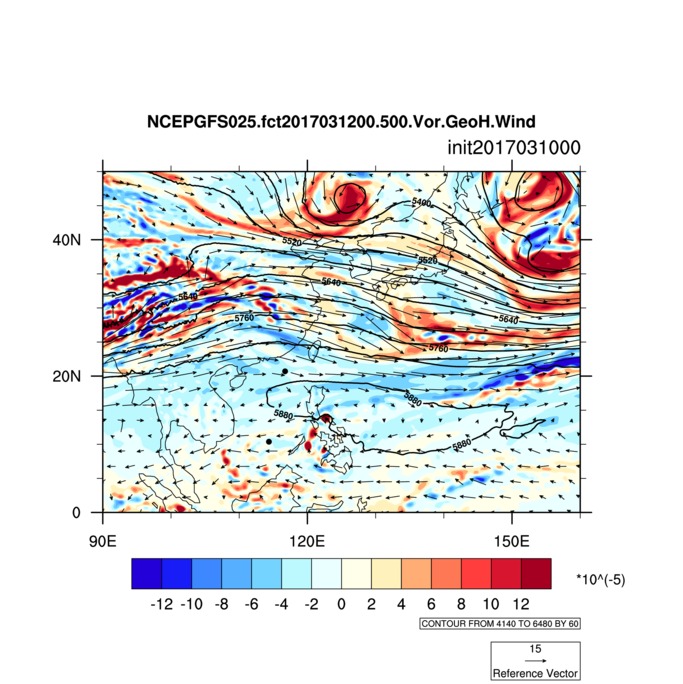 NCEPGFS025.fct2017031200.500.Vor.GeoH.Wind
init2017031000
5400
40N
5520
5520
5640
5640
5760
5640
5760
20N
5880
5880
5880
0
90E 120E 150E
-12 -10 -8 -6 -4 -2 0 2 4 6 8 10 12
*10^(-5)
CONTOUR FROM 4140 TO 6480 BY 60
15
Reference Vector